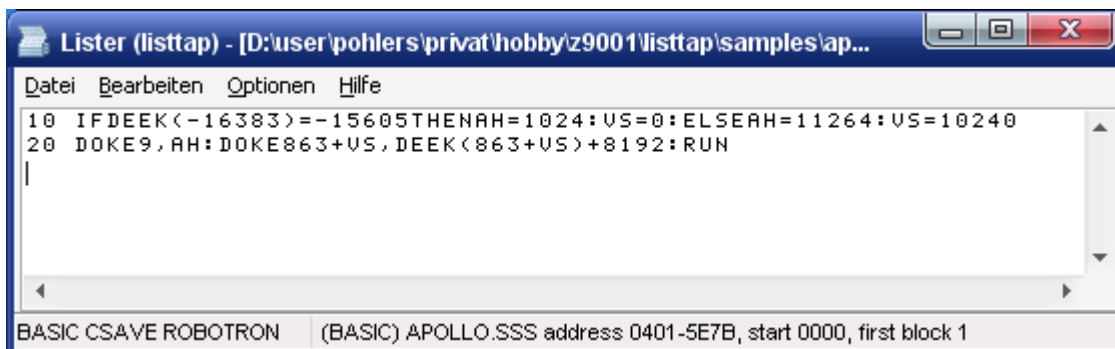 Lister (listtap) - [D:\user\pohlers\privat\hobby\z9001\listtap\samples\ap...
Datei Bearbeiten Optionen Hilfe
10 IFDEEK(-16383)=-15605THENAH=1024:VS=0:ELSEAH=11264:VS=10240
20 DOKE9,AH:DOKE863+VS,DEEK(863+VS)+8192:RUN
BASIC CSAVE ROBOTRON (BASIC) APOLLO.SSS address 0401-5E7B, start 0000, first block 1